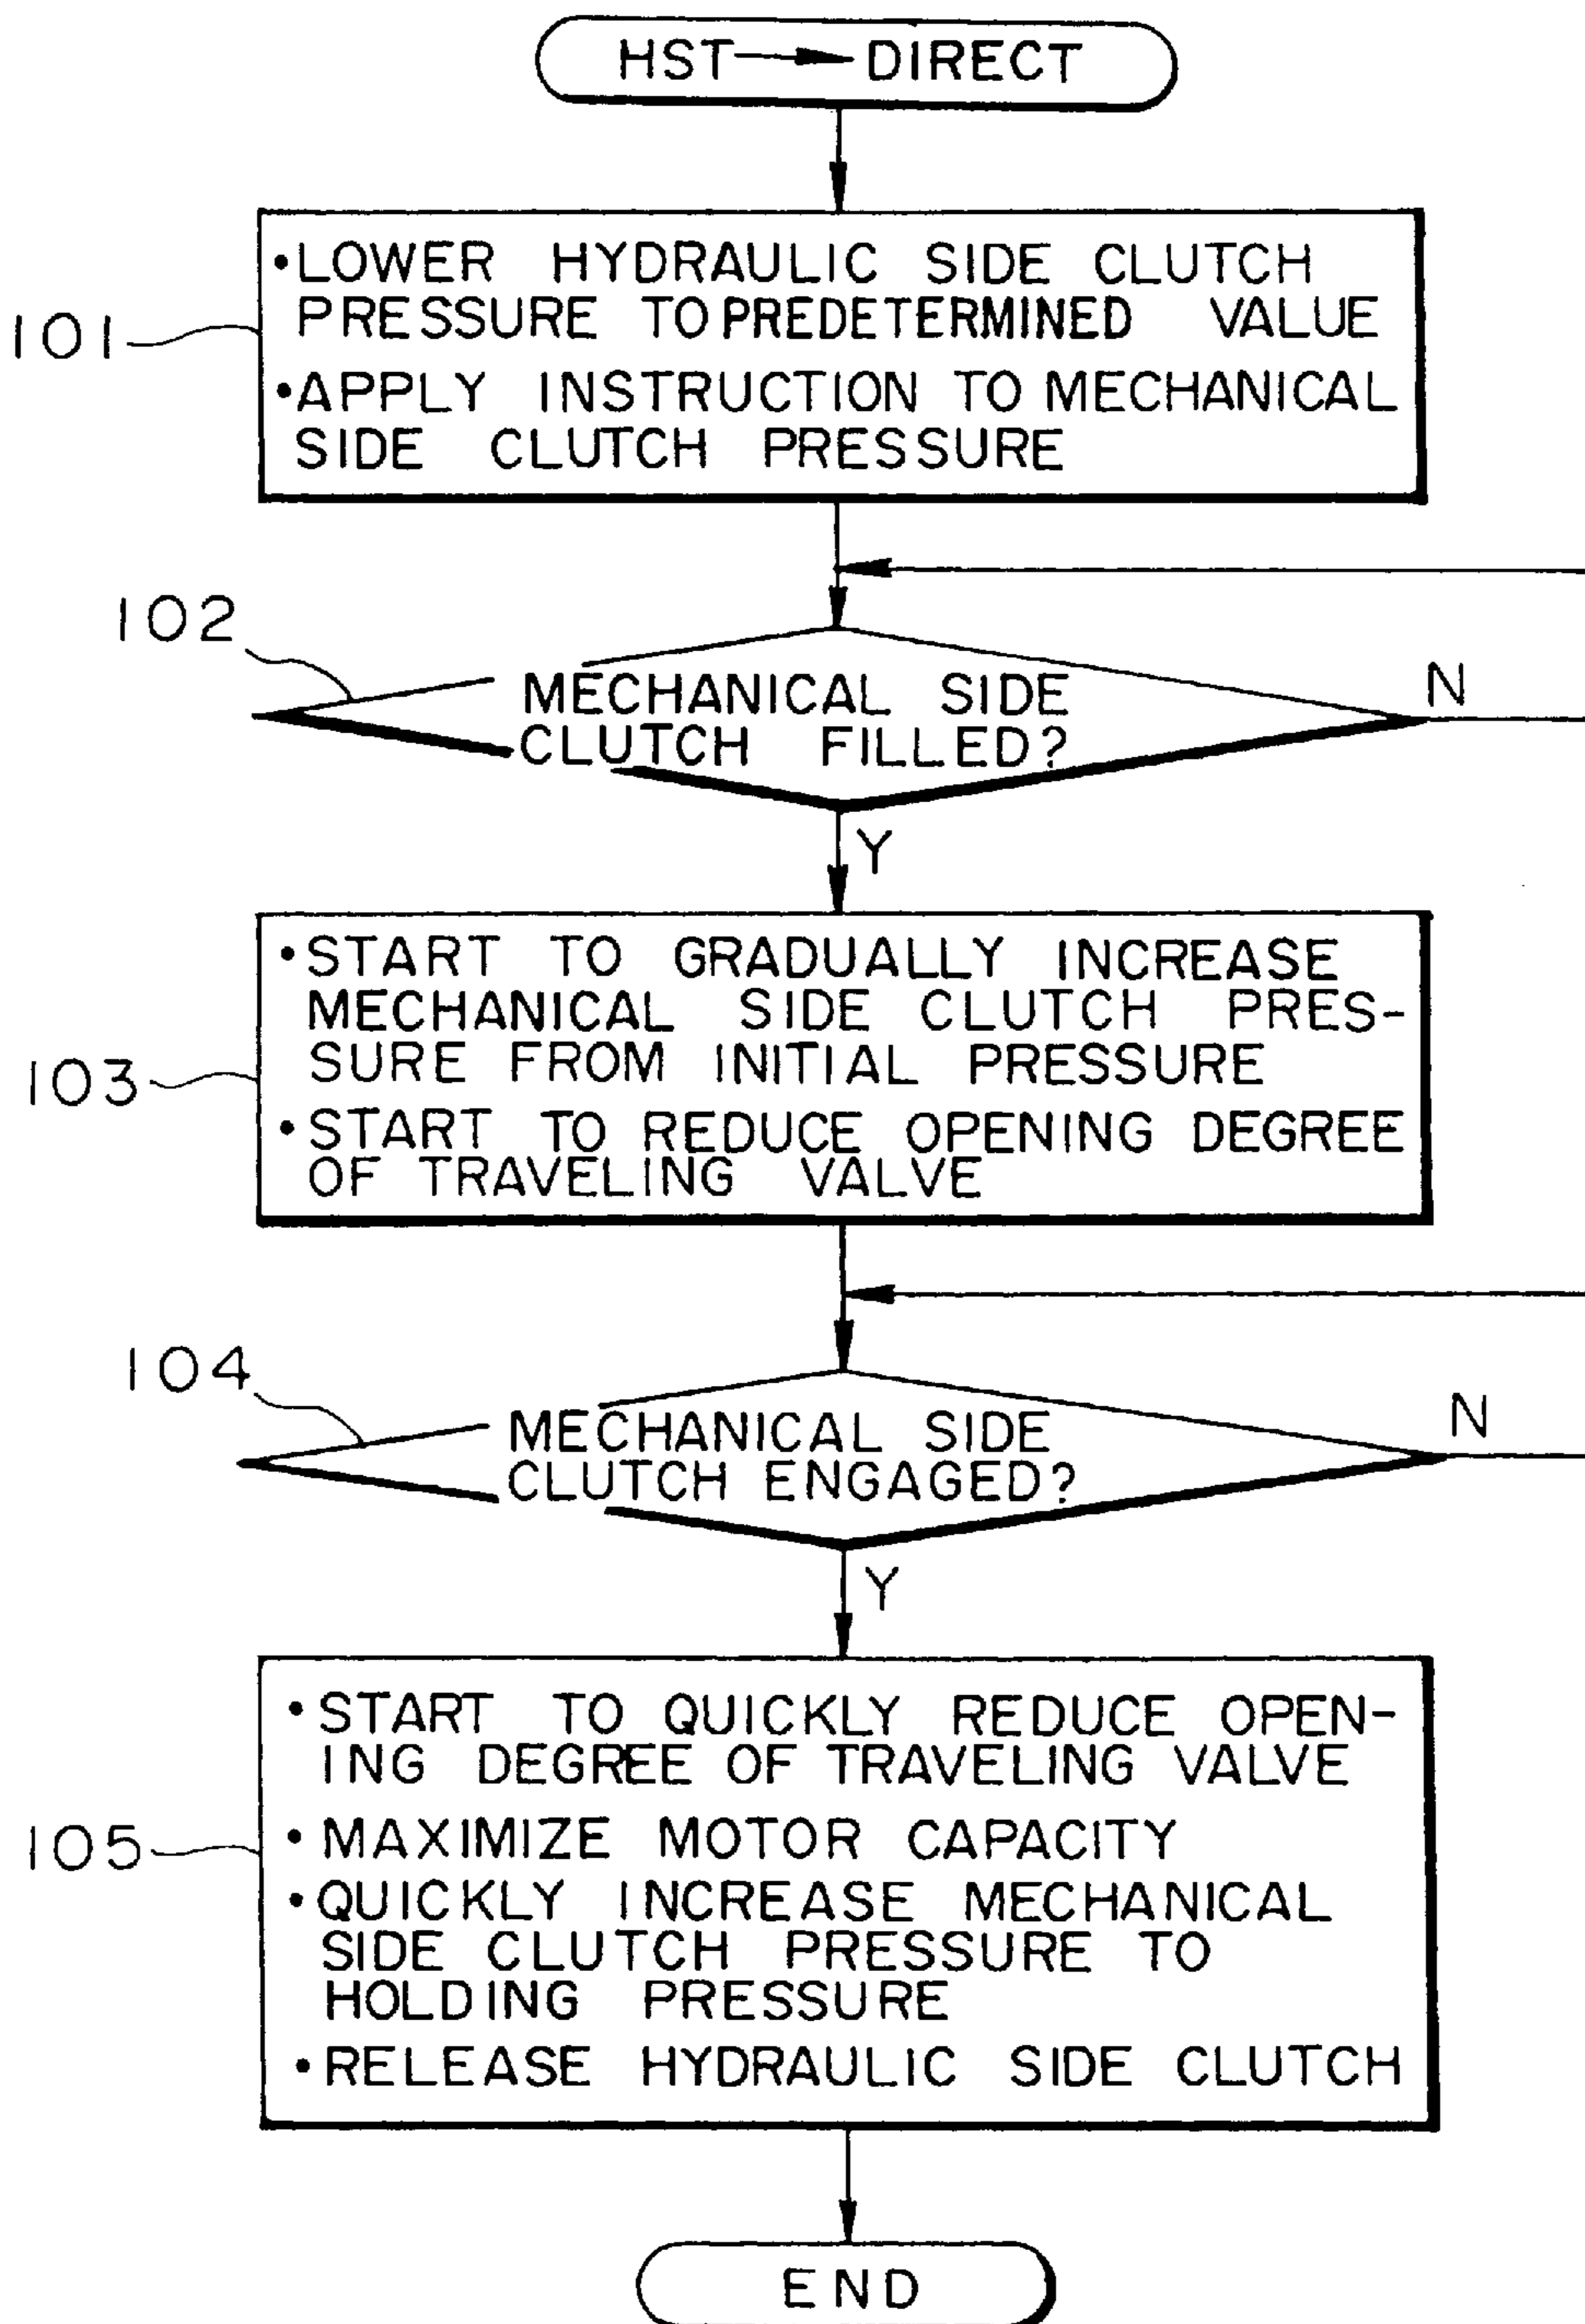 HST→DIRECT
•LOWER HYDRAULIC SIDE CLUTCH
PRESSURE TO PREDETERMINED VALUE
•APPLY INSTRUCTION TO MECHANICAL
SIDE CLUTCH PRESSURE
101
102
MECHANICAL SIDE
CLUTCH FILLED?
N
Y
•START TO GRADUALLY INCREASE
MECHANICAL SIDE CLUTCH PRES-
SURE FROM INITIAL PRESSURE
•START TO REDUCE OPENING DEGREE
OF TRAVELING VALVE
103
104
MECHANICAL SIDE
CLUTCH ENGAGED?
N
Y
•START TO QUICKLY REDUCE OPEN-
ING DEGREE OF TRAVELING VALVE
•MAXIMIZE MOTOR CAPACITY
•QUICKLY INCREASE MECHANICAL
SIDE CLUTCH PRESSURE TO
HOLDING PRESSURE
•RELEASE HYDRAULIC SIDE CLUTCH
105
END